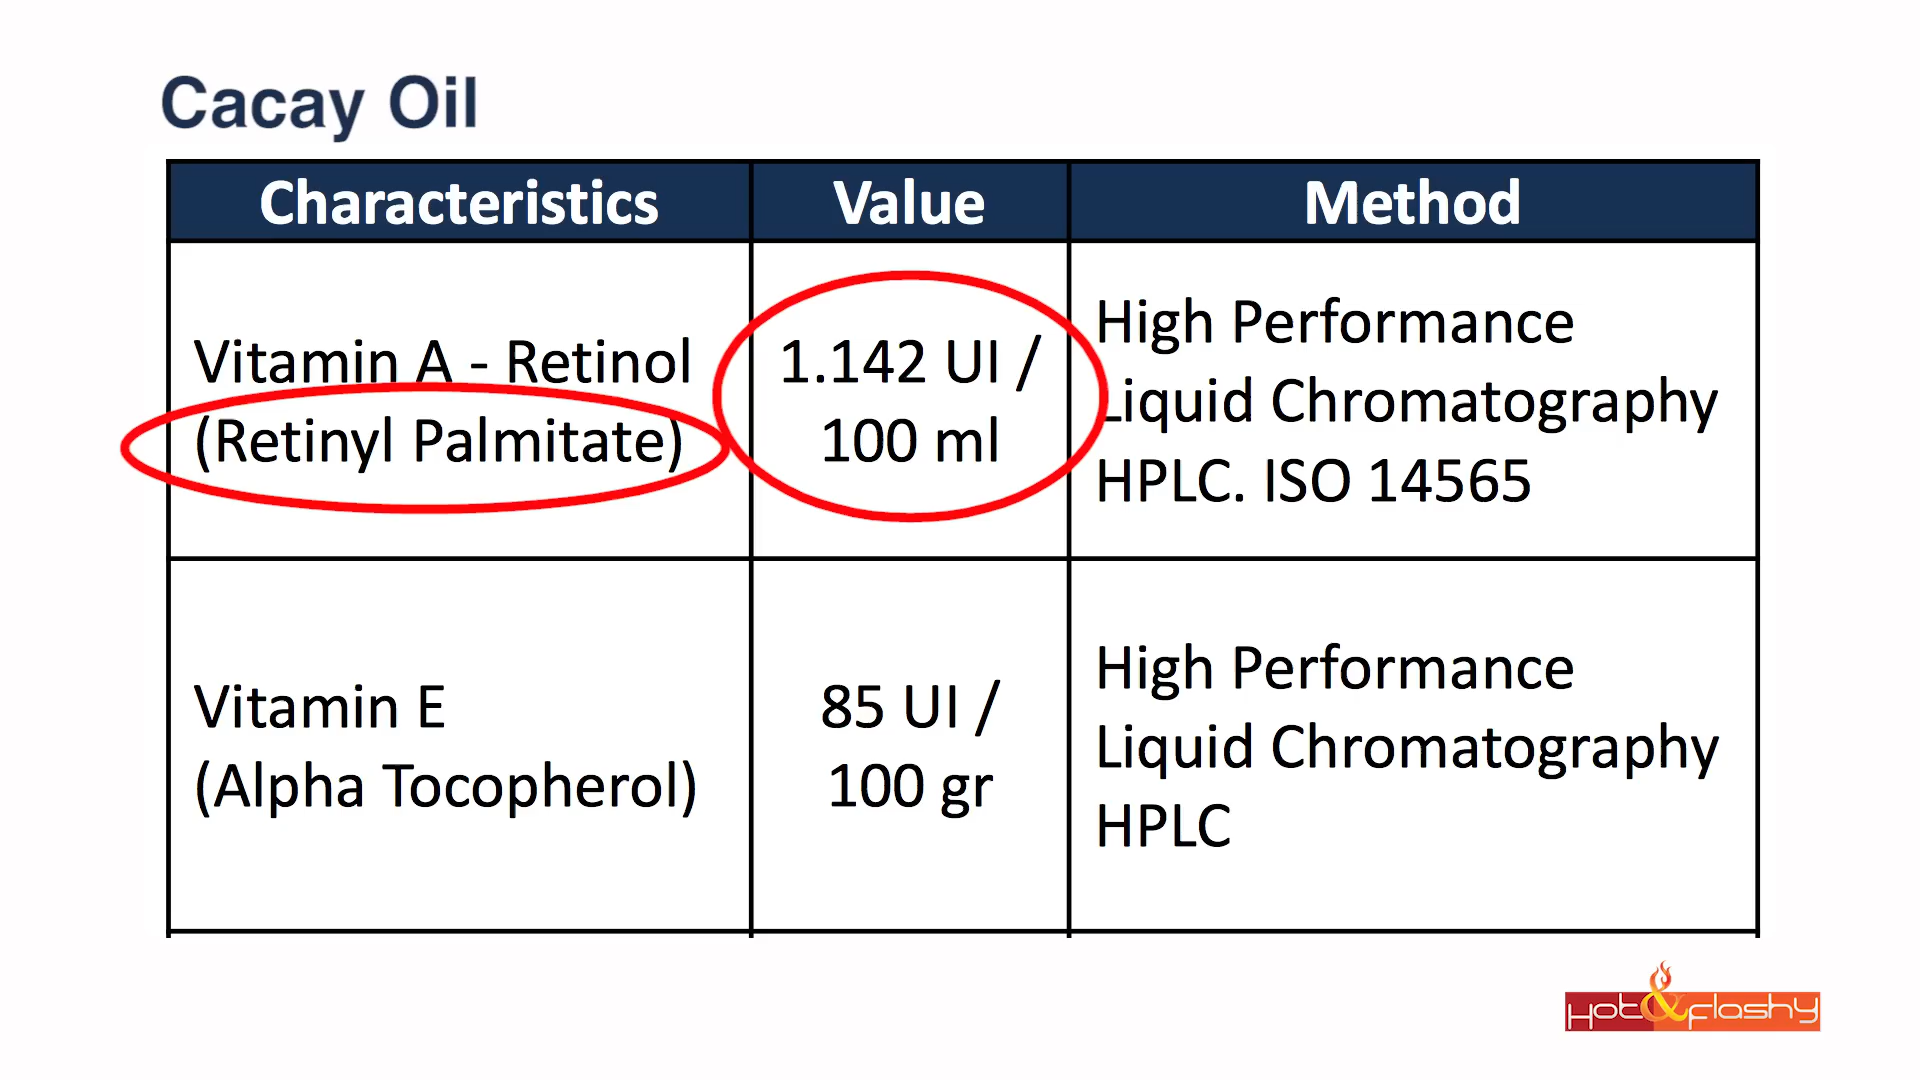 Cacay Oil
Characteristics Value Method
Vitamin A - Retinol
(Retinyl Palmitate)
1.142 UI /
100 ml
High Performance
Liquid Chromatography
HPLC. ISO 14565
Vitamin E
(Alpha Tocopherol)
85 UI /
100 gr
High Performance
Liquid Chromatography
HPLC
Hot&flashy